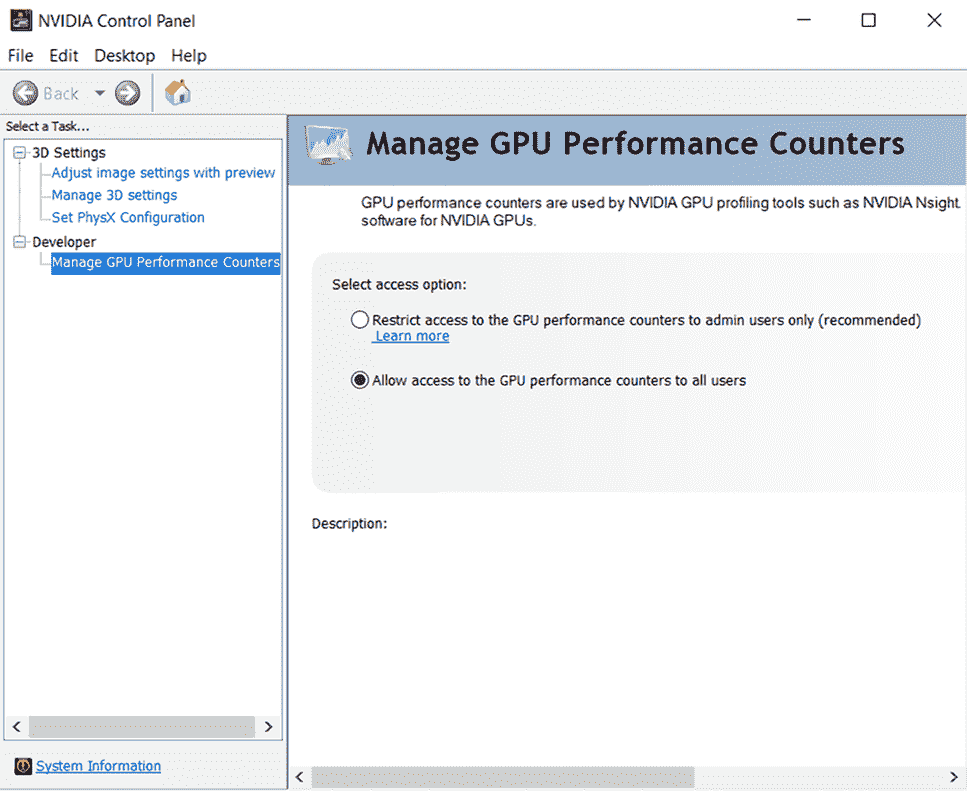 NVIDIA Control Panel
File Edit Desktop Help
Back
Select a Task...
3D Settings
Adjust image settings with preview
Manage 3D settings
Set PhysX Configuration
Developer
Manage GPU Performance Counters
System Information
Manage GPU Performance Counters
GPU performance counters are used by NVIDIA GPU profiling tools such as NVIDIA Nsight.
software for NVIDIA GPUs.
Select access option:
Restrict access to the GPU performance counters to admin users only (recommended)
Learn more
Allow access to the GPU performance counters to all users
Description: